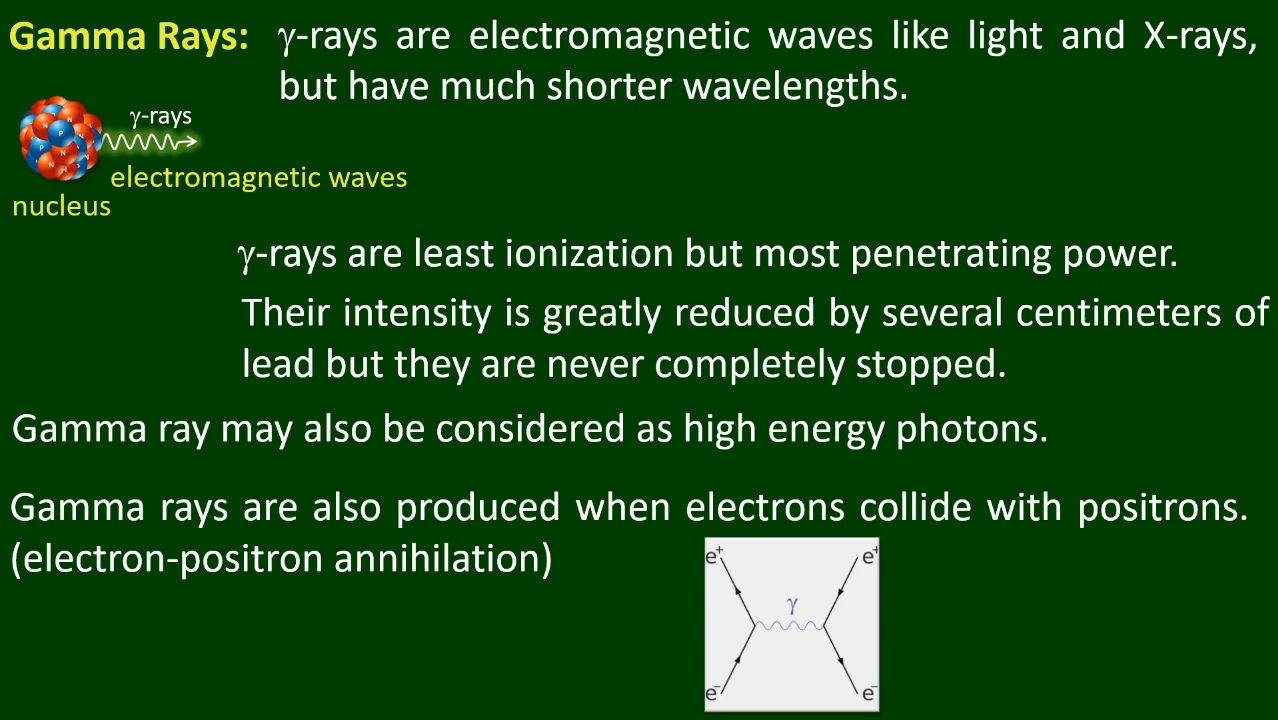 Gamma Rays: γ-rays are electromagnetic waves like light and X-rays,
but have much shorter wavelengths.
γ-rays
electromagnetic waves
nucleus
γ-rays are least ionization but most penetrating power.
Their intensity is greatly reduced by several centimeters of
lead but they are never completely stopped.
Gamma ray may also be considered as high energy photons.
Gamma rays are also produced when electrons collide with positrons.
(electron-positron annihilation)
e⁺ e⁺
γ
e⁻ e⁻